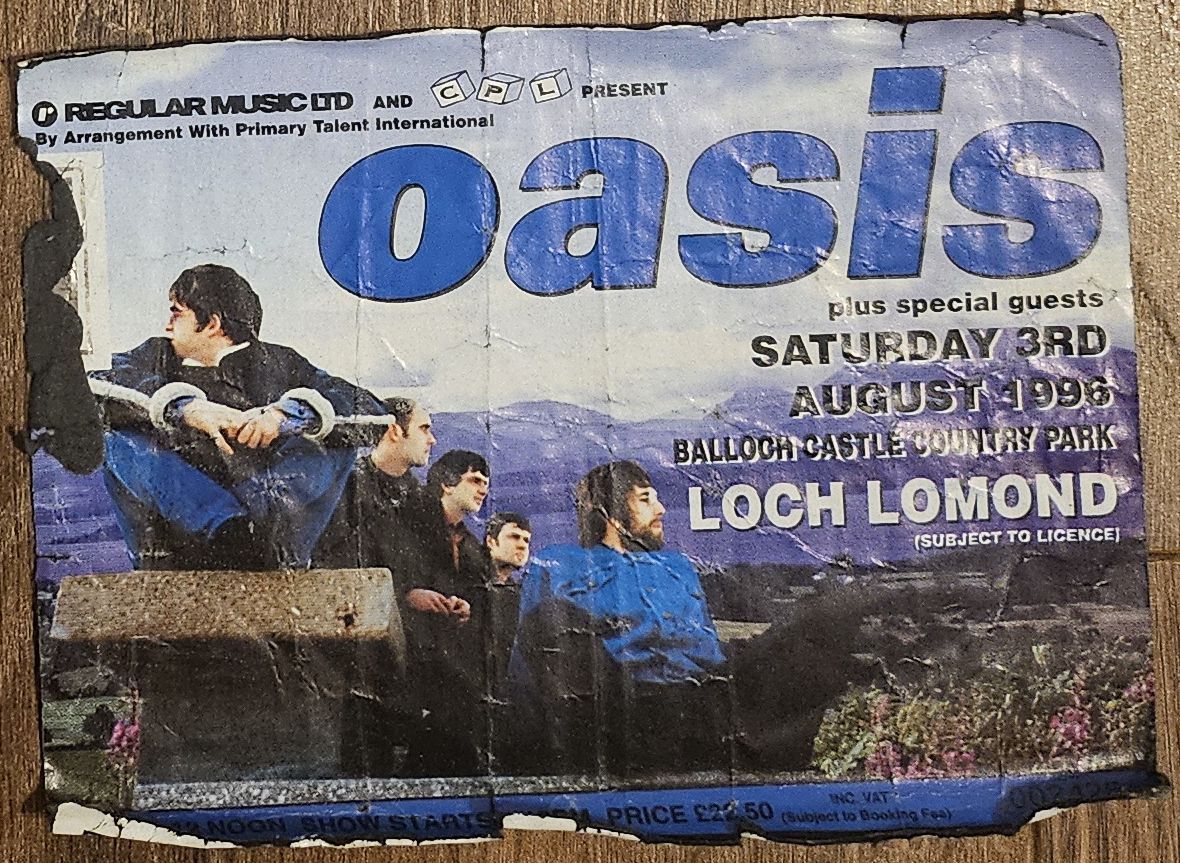 REGULAR MUSIC LTD AND CPL PRESENT
By Arrangement With Primary Talent International
oasis
plus special guests
SATURDAY 3RD
AUGUST 1996
BALLOCH CASTLE COUNTRY PARK
LOCH LOMOND
(SUBJECT TO LICENCE)
NOON SHOW STARTS PRICE £22.50 INC. VAT
(Subject to Booking Fee)